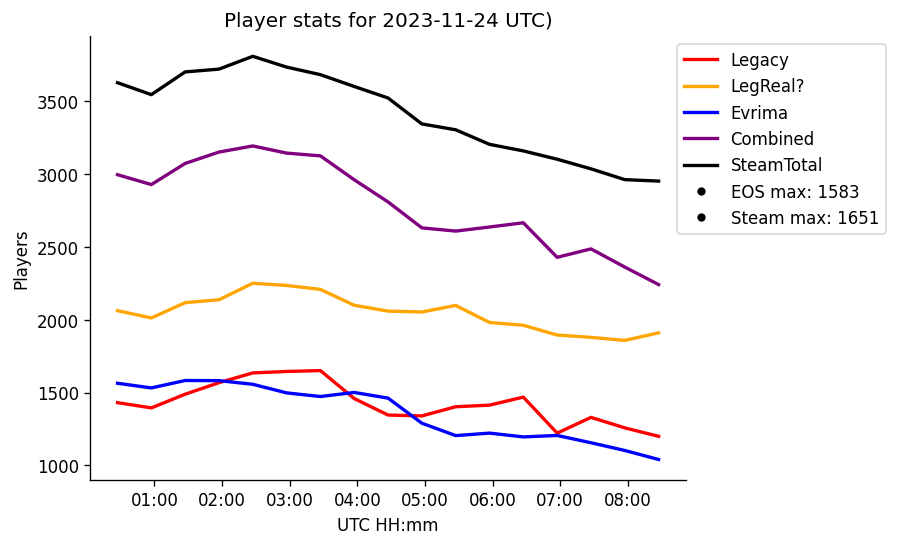 Player stats for 2023-11-24 UTC)
Legacy
LegReal?
Evrima
Combined
SteamTotal
EOS max: 1583
Steam max: 1651
Players
3500
3000
2500
2000
1500
1000
01:00 02:00 03:00 04:00 05:00 06:00 07:00 08:00
UTC HH:mm